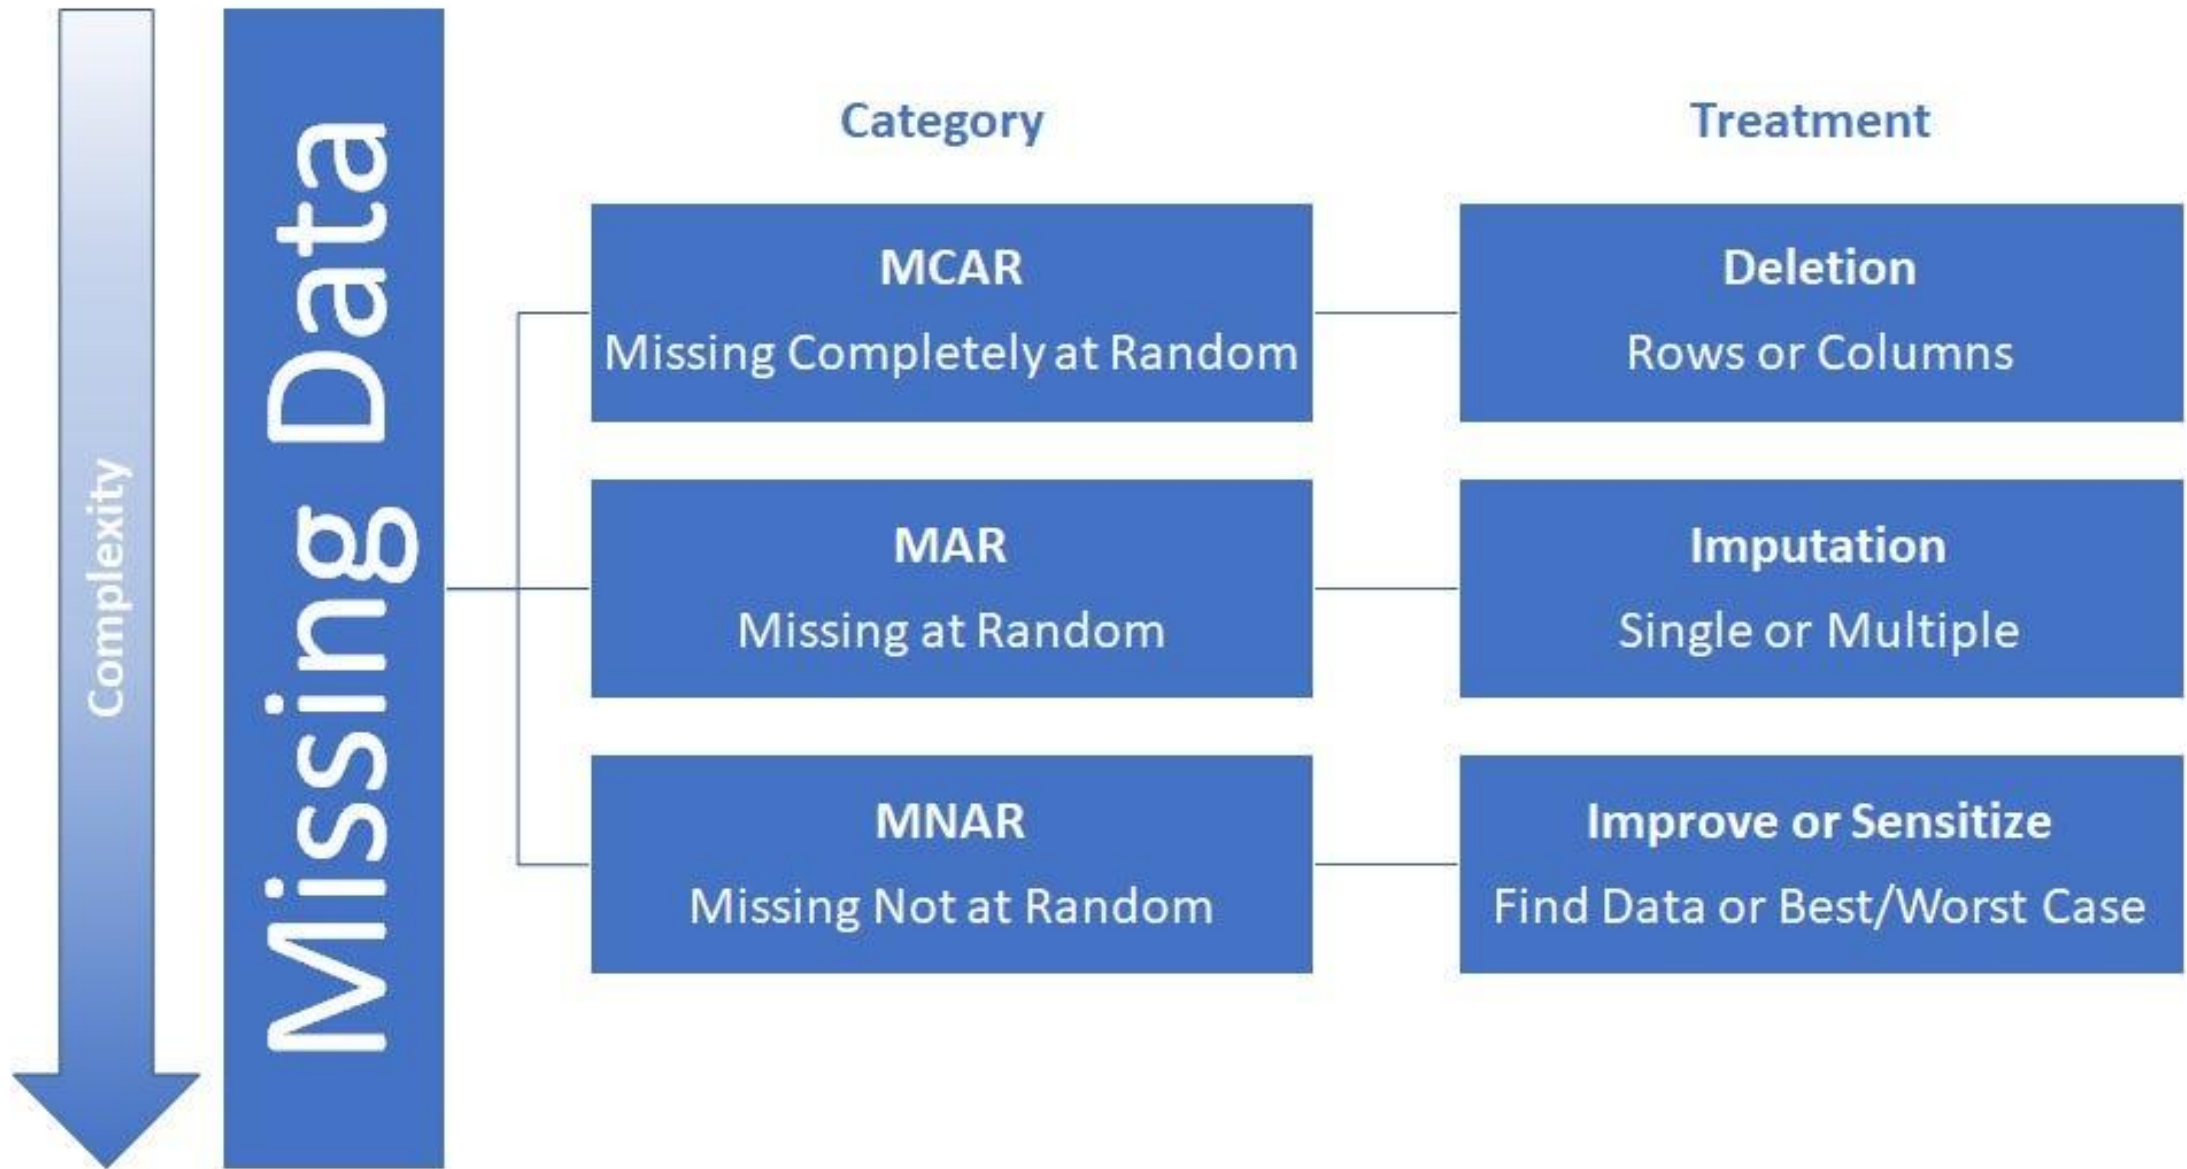 Complexity
Missing Data
Category
Treatment
MCAR
Missing Completely at Random
Deletion
Rows or Columns
MAR
Missing at Random
Imputation
Single or Multiple
MNAR
Missing Not at Random
Improve or Sensitize
Find Data or Best/Worst Case